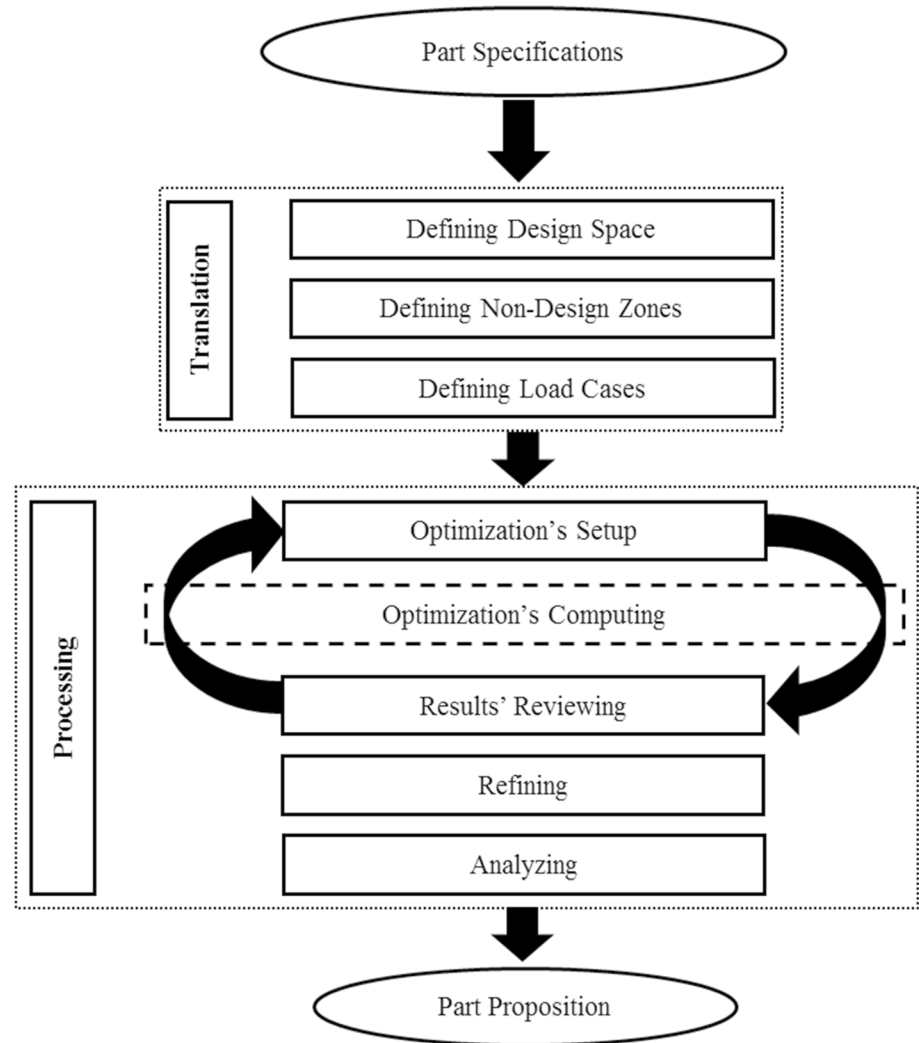 Part Specifications
Translation
Defining Design Space
Defining Non-Design Zones
Defining Load Cases
Processing
Optimization’s Setup
Optimization’s Computing
Results’ Reviewing
Refining
Analyzing
Part Proposition